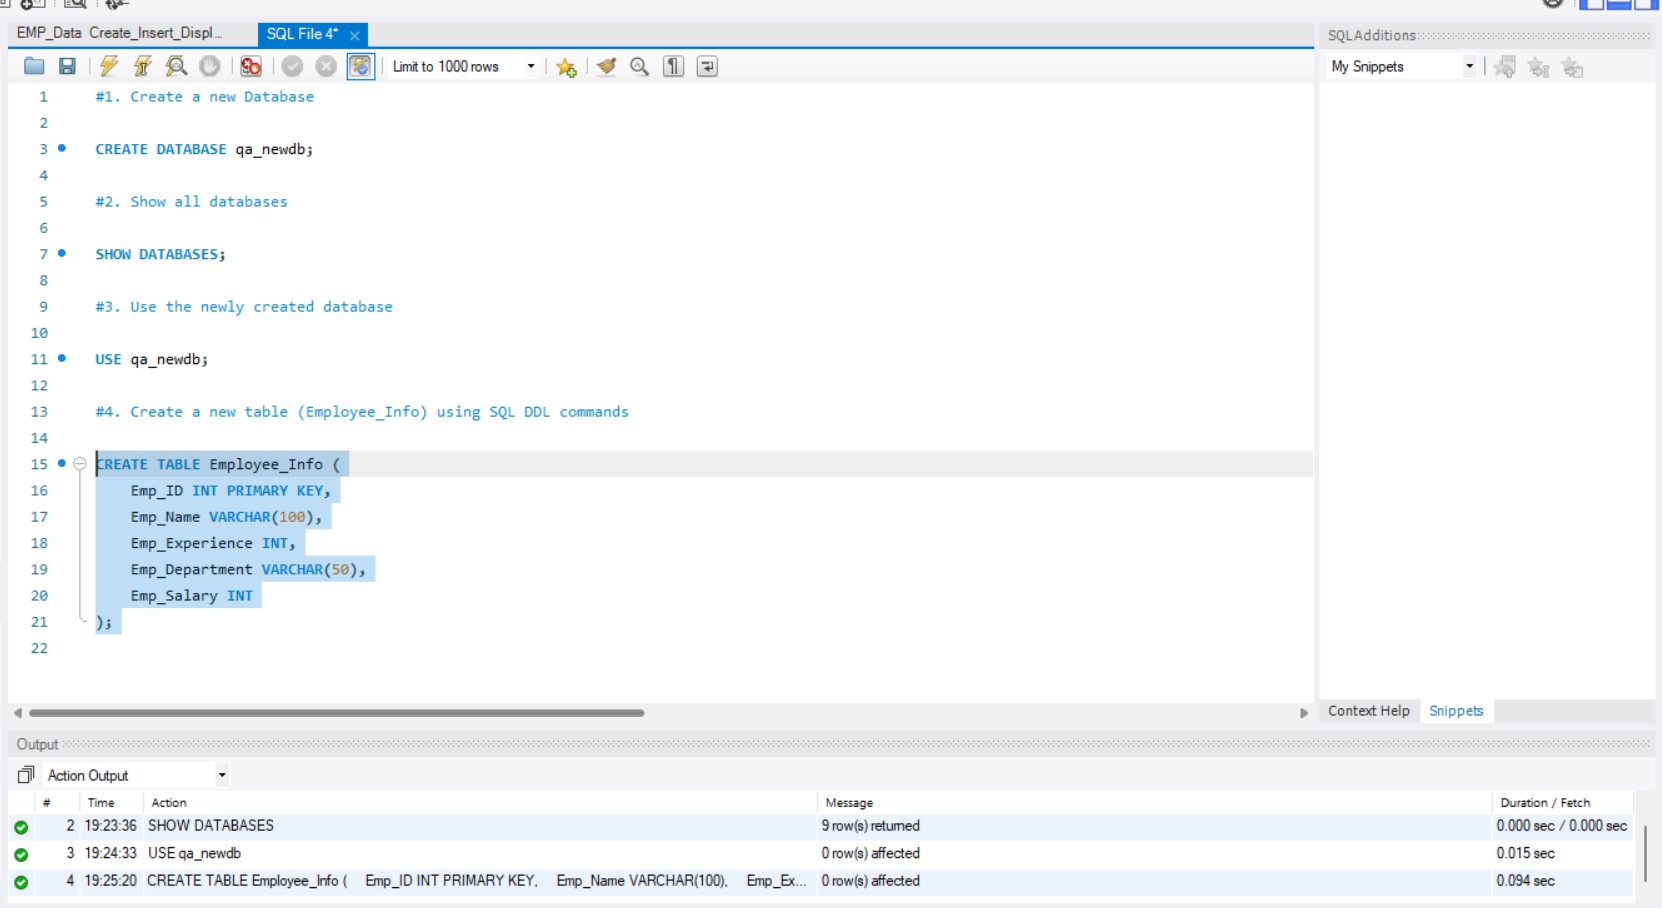 EMP_Data Create_Insert_Displ...
SQL File 4*
SQLAdditions
Limit to 1000 rows
My Snippets
1 #1. Create a new Database
2
3 CREATE DATABASE qa_newdb;
4
5 #2. Show all databases
6
7 SHOW DATABASES;
8
9 #3. Use the newly created database
10
11 USE qa_newdb;
12
13 #4. Create a new table (Employee_Info) using SQL DDL commands
14
15 CREATE TABLE Employee_Info (
16 Emp_ID INT PRIMARY KEY,
17 Emp_Name VARCHAR(100),
18 Emp_Experience INT,
19 Emp_Department VARCHAR(50),
20 Emp_Salary INT
21 );
22
Context Help Snippets
Output
Action Output
# Time Action Message Duration / Fetch
2 19:23:36 SHOW DATABASES 9 row(s) returned 0.000 sec / 0.000 sec
3 19:24:33 USE qa_newdb 0 row(s) affected 0.015 sec
4 19:25:20 CREATE TABLE Employee_Info ( Emp_ID INT PRIMARY KEY, Emp_Name VARCHAR(100), Emp_Ex... 0 row(s) affected 0.094 sec